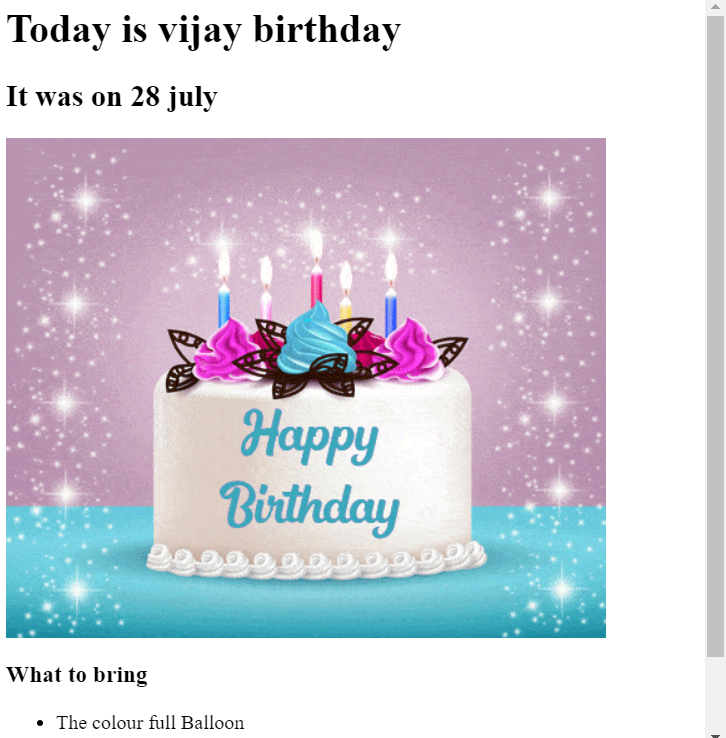 Today is vijay birthday
It was on 28 july
Happy
Birthday
What to bring
The colour full Balloon